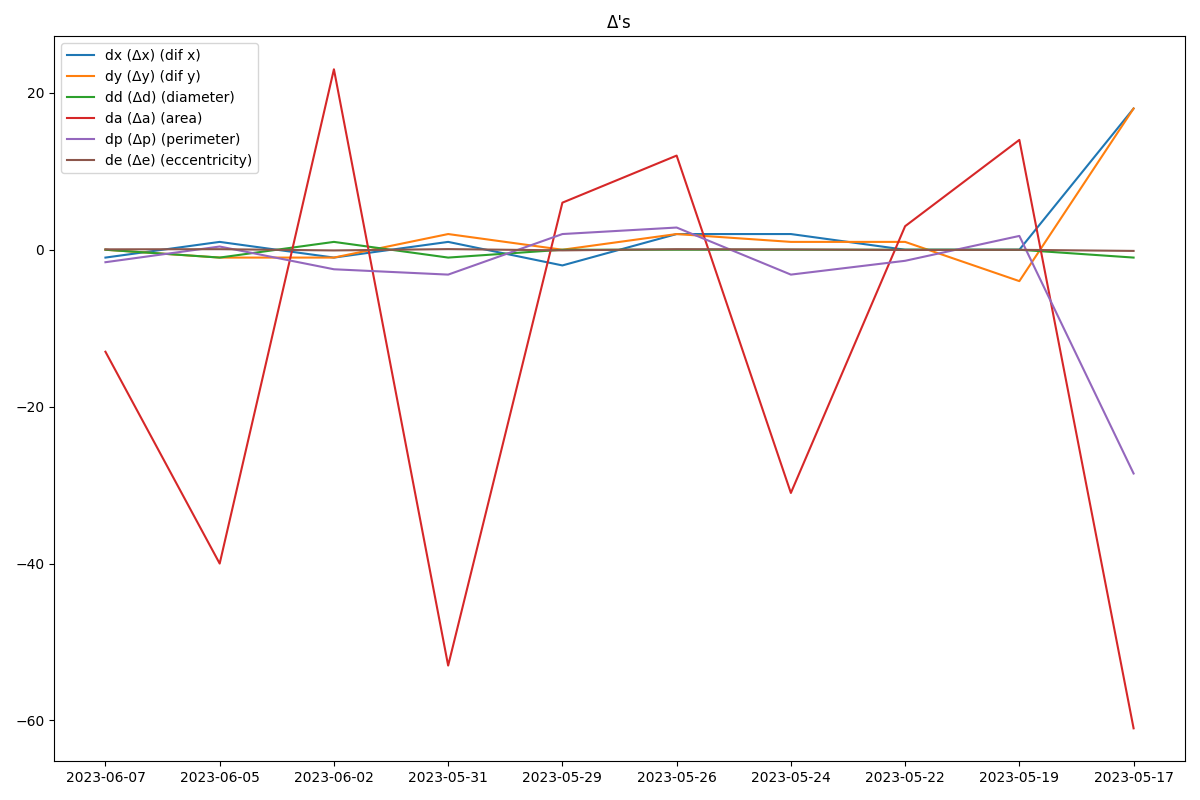 Δ's
dx (Δx) (dif x)
dy (Δy) (dif y)
dd (Δd) (diameter)
da (Δa) (area)
dp (Δp) (perimeter)
de (Δe) (eccentricity)
20
0
−20
−40
−60
2023-06-07 2023-06-05 2023-06-02 2023-05-31 2023-05-29 2023-05-26 2023-05-24 2023-05-22 2023-05-19 2023-05-17